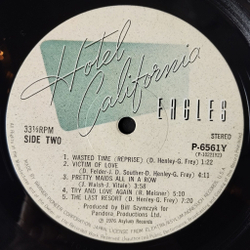 Hotel California
EAGLES
33⅓RPM
SIDE TWO
STEREO
P-6561Y
1 WASTED TIME (REPRISE) (D. Henley-G. Frey) 1:22
2 VICTIM OF LOVE
(D. Felder-J. D. Souther-D. Henley-G. Frey) 4:11
3 PRETTY MAIDS ALL IN A ROW
(J. Walsh-J. Vitale) 3:58
4 TRY AND LOVE AGAIN (R. Meisner) 5:10
5 THE LAST RESORT (D. Henley-G. Frey) 7:25
Produced by Bill Szymczyk for
Pandora Productions Ltd.
Ⓟ 1976 Asylum Records